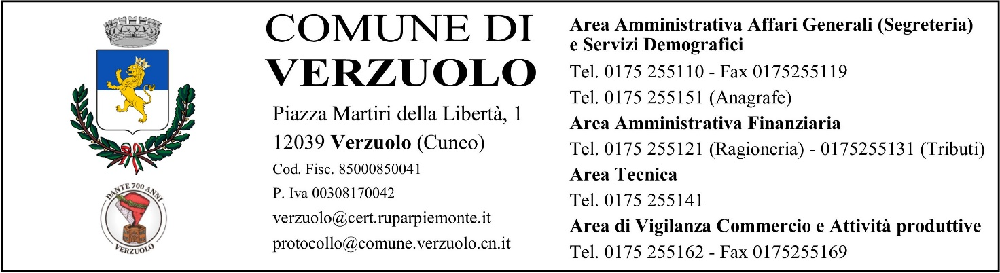 COMUNE DI
VERZUOLO
Piazza Martiri della Libertà, 1
12039 Verzuolo (Cuneo)
Cod. Fisc. 85000850041
P. Iva 00308170042
verzuolo@cert.ruparpiemonte.it
protocollo@comune.verzuolo.cn.it
Area Amministrativa Affari Generali (Segreteria)
e Servizi Demografici
Tel. 0175 255110 - Fax 0175255119
Tel. 0175 255151 (Anagrafe)
Area Amministrativa Finanziaria
Tel. 0175 255121 (Ragioneria) - 0175255131 (Tributi)
Area Tecnica
Tel. 0175 255141
Area di Vigilanza Commercio e Attività produttive
Tel. 0175 255162 - Fax 0175255169
DANTE 700 ANNI
VERZUOLO